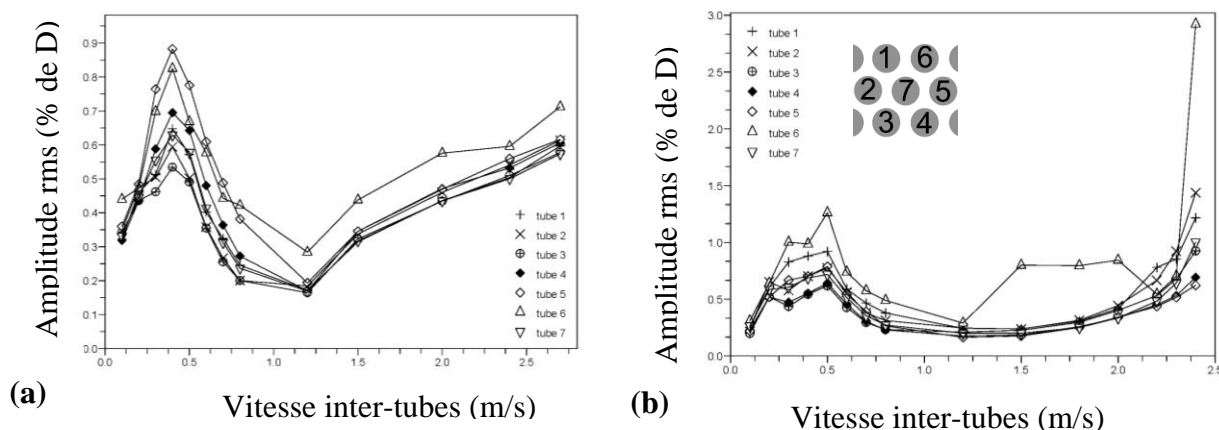 Amplitude rms (% de D)
0.9
0.8
0.7
0.6
0.5
0.4
0.3
0.2
0.1
0.0
0.0 0.5 1.0 1.5 2.0 2.5
tube 1
tube 2
tube 3
tube 4
tube 5
tube 6
tube 7
(a)
Vitesse inter-tubes (m/s)
Amplitude rms (% de D)
3.0
2.5
2.0
1.5
1.0
0.5
0.0
0.0 0.5 1.0 1.5 2.0 2.5
tube 1
tube 2
tube 3
tube 4
tube 5
tube 6
tube 7
1 6
2 7 5
3 4
(b)
Vitesse inter-tubes (m/s)